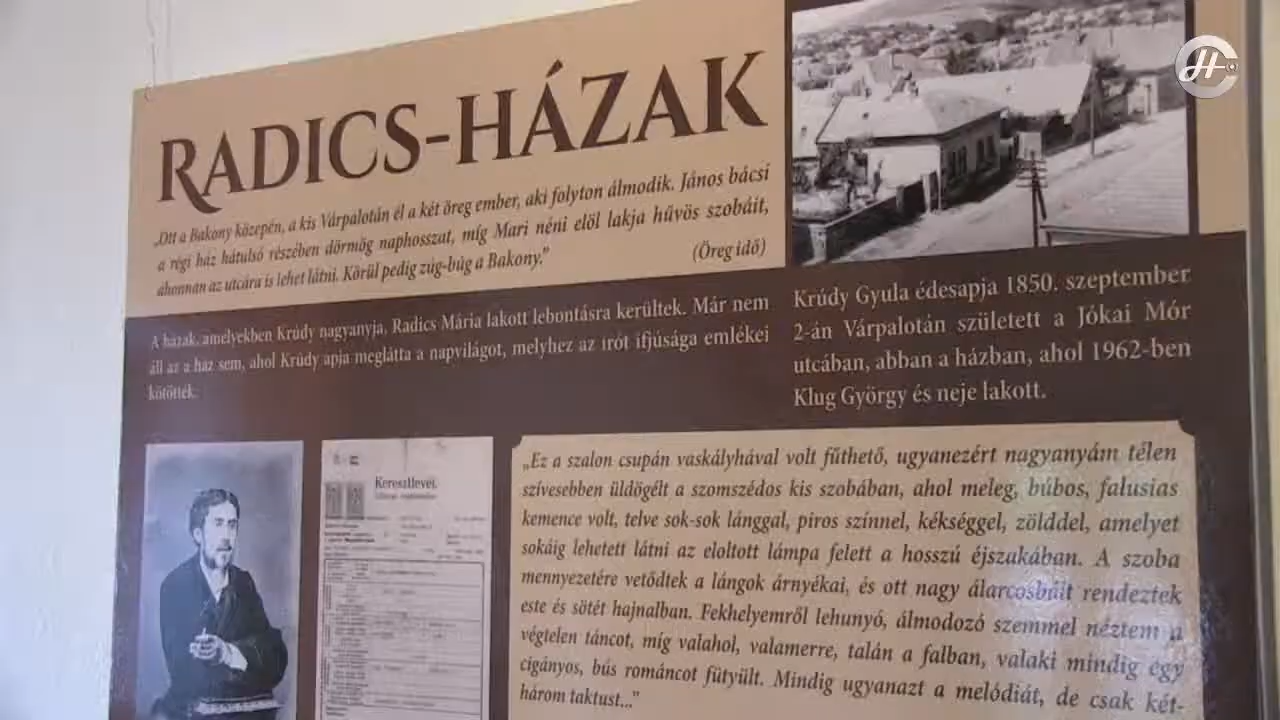 RADICS-HÁZAK
„Ott a Bakony közepén, a kis Várpalotán él a két öreg ember, aki folyton álmodik. János bácsi
a régi ház hátulsó részében dörmög naphosszat, míg Mari néni elöl lakja hűvös szobáit,
ahonnan az utcára is lehet látni. Körül pedig zúg-búg a Bakony.”
(Öreg idő)
A házak, amelyekben Krúdy nagyanyja, Radics Mária lakott lebontásra kerültek. Már nem
áll az a ház sem, ahol Krúdy apja meglátta a napvilágot, melyhez az írót ifjúsága emlékei
kötötték.
Krúdy Gyula édesapja 1850. szeptember
2-án Várpalotán született a Jókai Mór
utcában, abban a házban, ahol 1962-ben
Klug György és neje lakott.
Keresztlevél.
„Ez a szalon csupán vaskályhával volt fűthető, ugyanezért nagyanyám télen
szívesebben üldögélt a szomszédos kis szobában, ahol meleg, búbos, falusias
kemence volt, telve sok-sok lánggal, piros színnel, kékséggel, zölddel, amelyet
sokáig lehetett látni az eloltott lámpa felett a hosszú éjszakában. A szoba
mennyezetére vetődtek a lángok árnyékai, és ott nagy álarcosbált rendeztek
este és sötét hajnalban. Fekhelyemről lehunyó, álmodozó szemmel néztem a
végtelen táncot, míg valahol, valamerre, talán a falban, valaki mindig egy
cigányos, bús románcot fütyült. Mindig ugyanazt a melódiát, de csak két-
három taktust...”